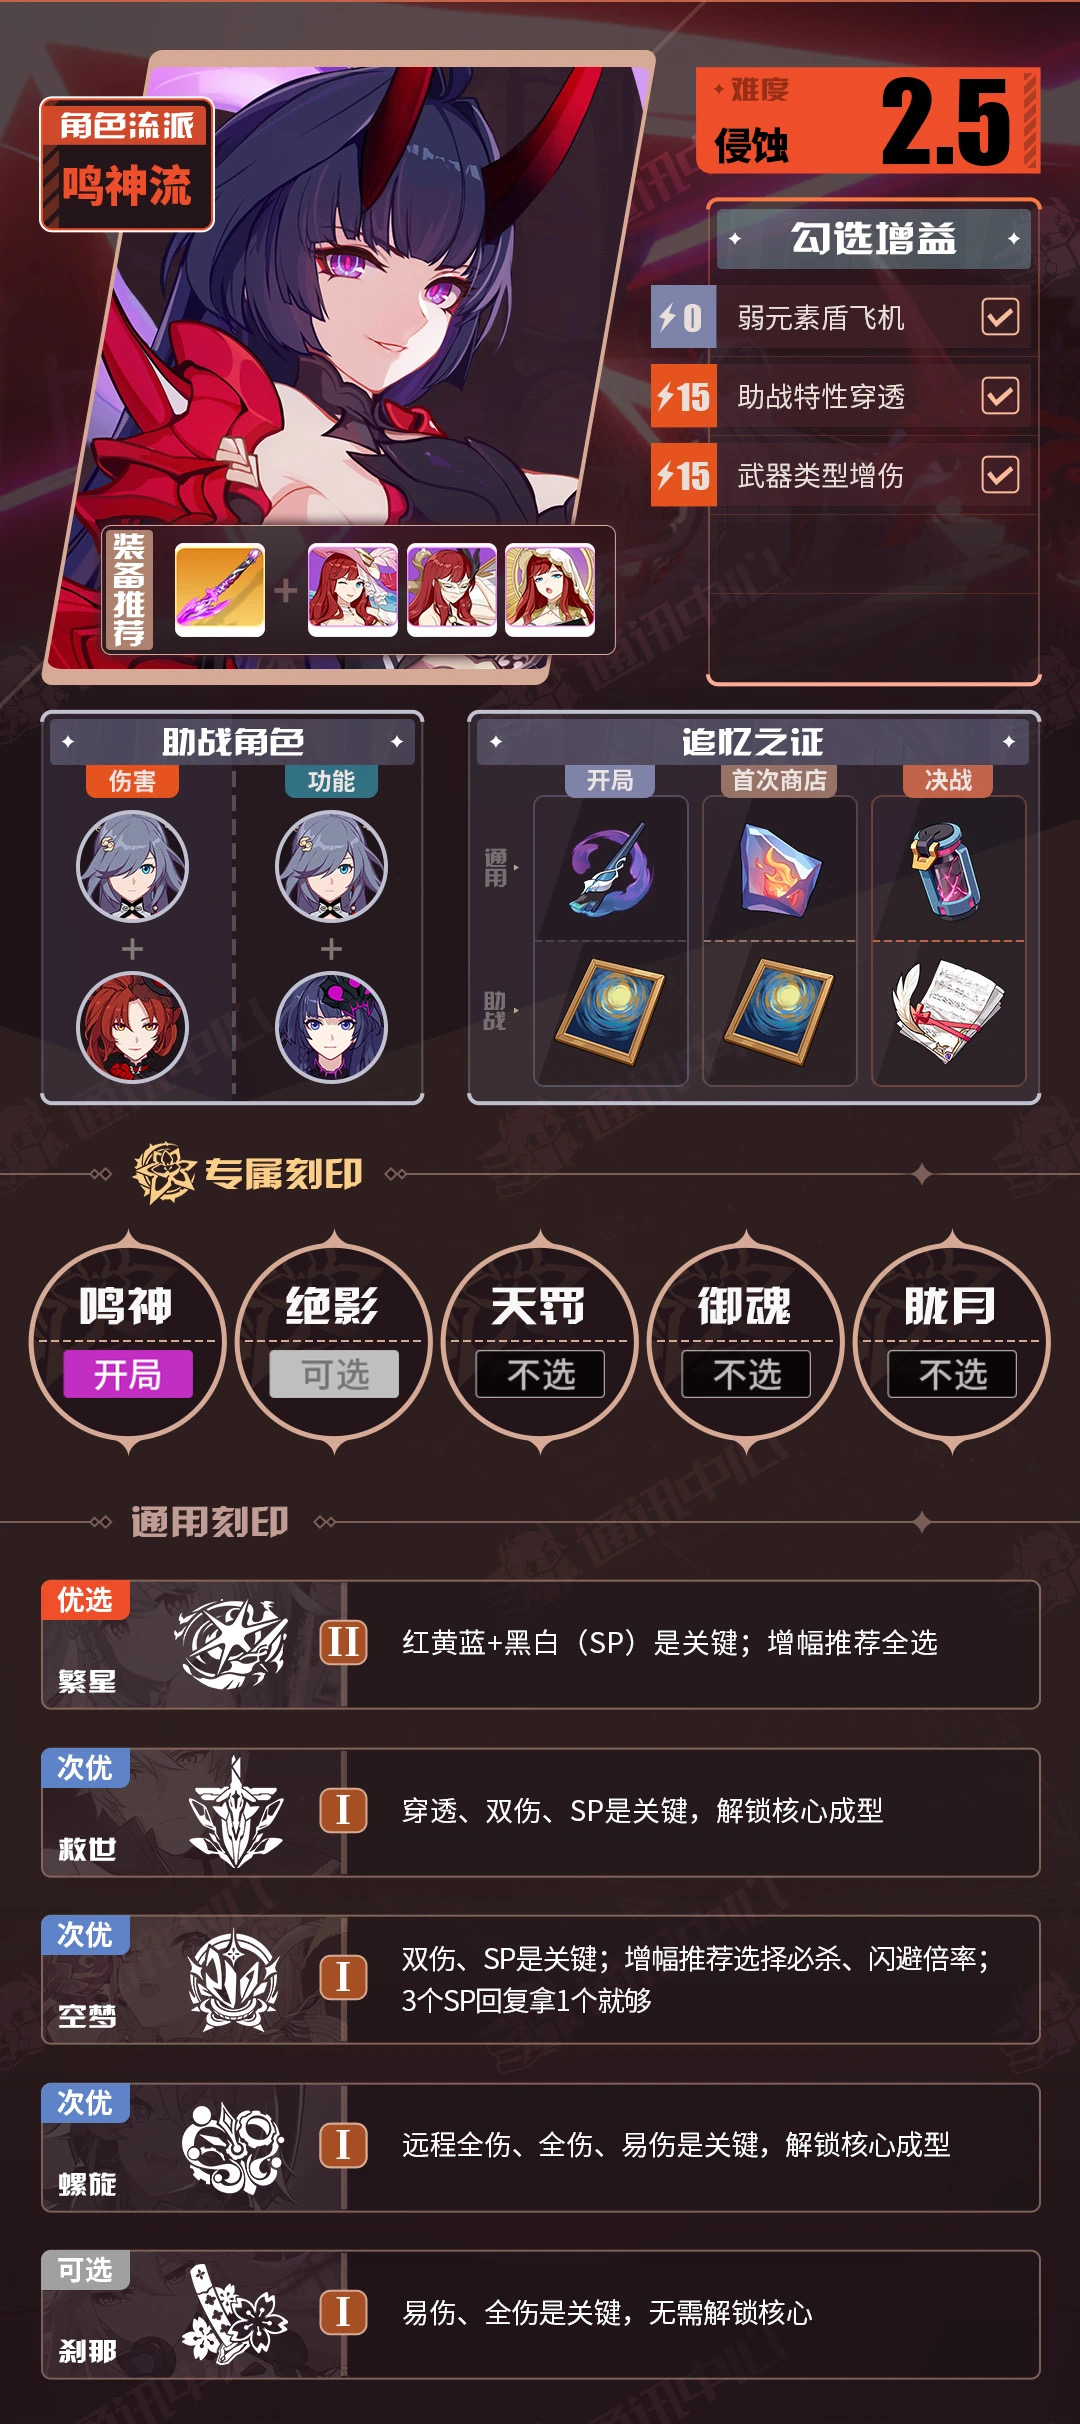 角色流派
鸣神流
难度
侵蚀
2.5
勾选增益
0
弱元素盾飞机
15
助战特性穿透
15
武器类型增伤
装备推荐
助战角色
伤害
功能
追忆之证
开局
首次商店
决战
通用
助战
专属刻印
鸣神
开局
绝影
可选
天罚
不选
御魂
不选
胧月
不选
通用刻印
优选
繁星
II
红黄蓝+黑白（SP）是关键；增幅推荐全选
次优
救世
I
穿透、双伤、SP是关键，解锁核心成型
次优
空梦
I
双伤、SP是关键；增幅推荐选择必杀、闪避倍率；
3个SP回复拿1个就够
次优
螺旋
I
远程全伤、全伤、易伤是关键，解锁核心成型
可选
刹那
I
易伤、全伤是关键，无需解锁核心
通讯中心